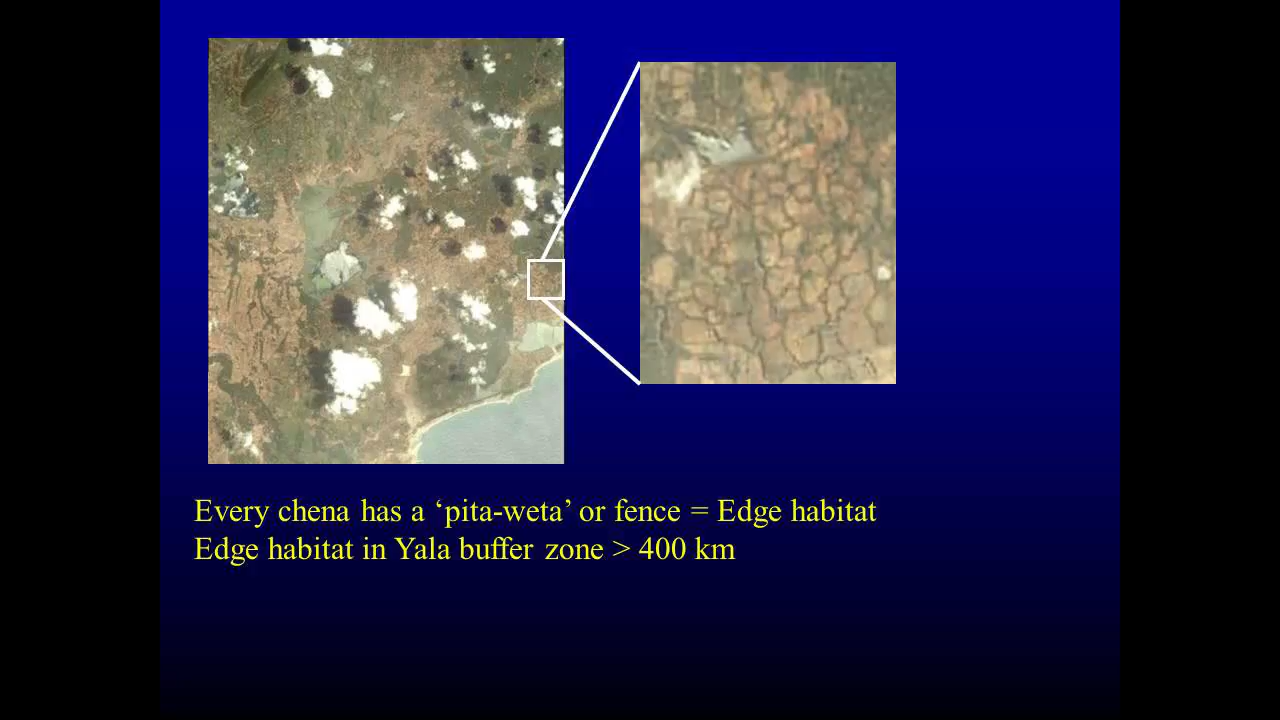 Every chena has a ‘pita-weta’ or fence = Edge habitat
Edge habitat in Yala buffer zone > 400 km